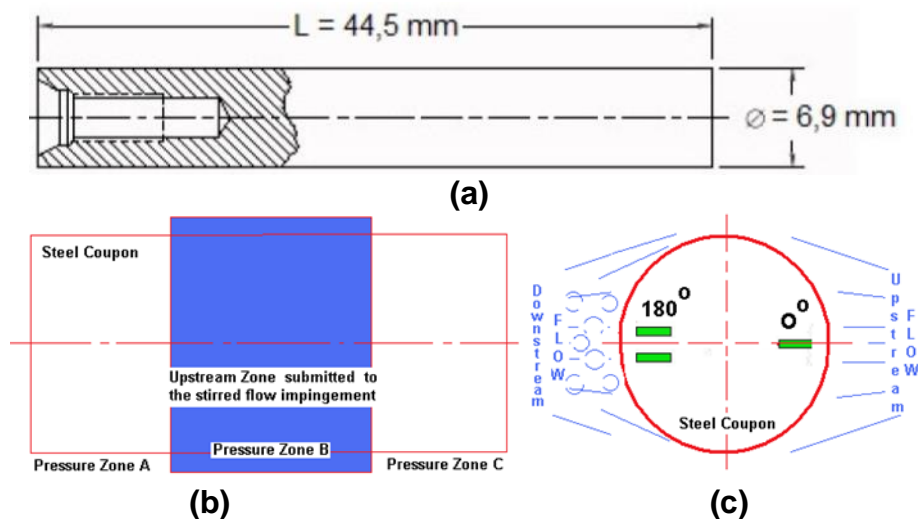 L = 44,5 mm
∅ = 6,9 mm
(a)
Steel Coupon
Upstream Zone submitted to
the stirred flow impingement
Pressure Zone B
Pressure Zone A
Pressure Zone C
(b)
Downstream
FLOW
180°
0°
Upstream
FLOW
Steel Coupon
(c)